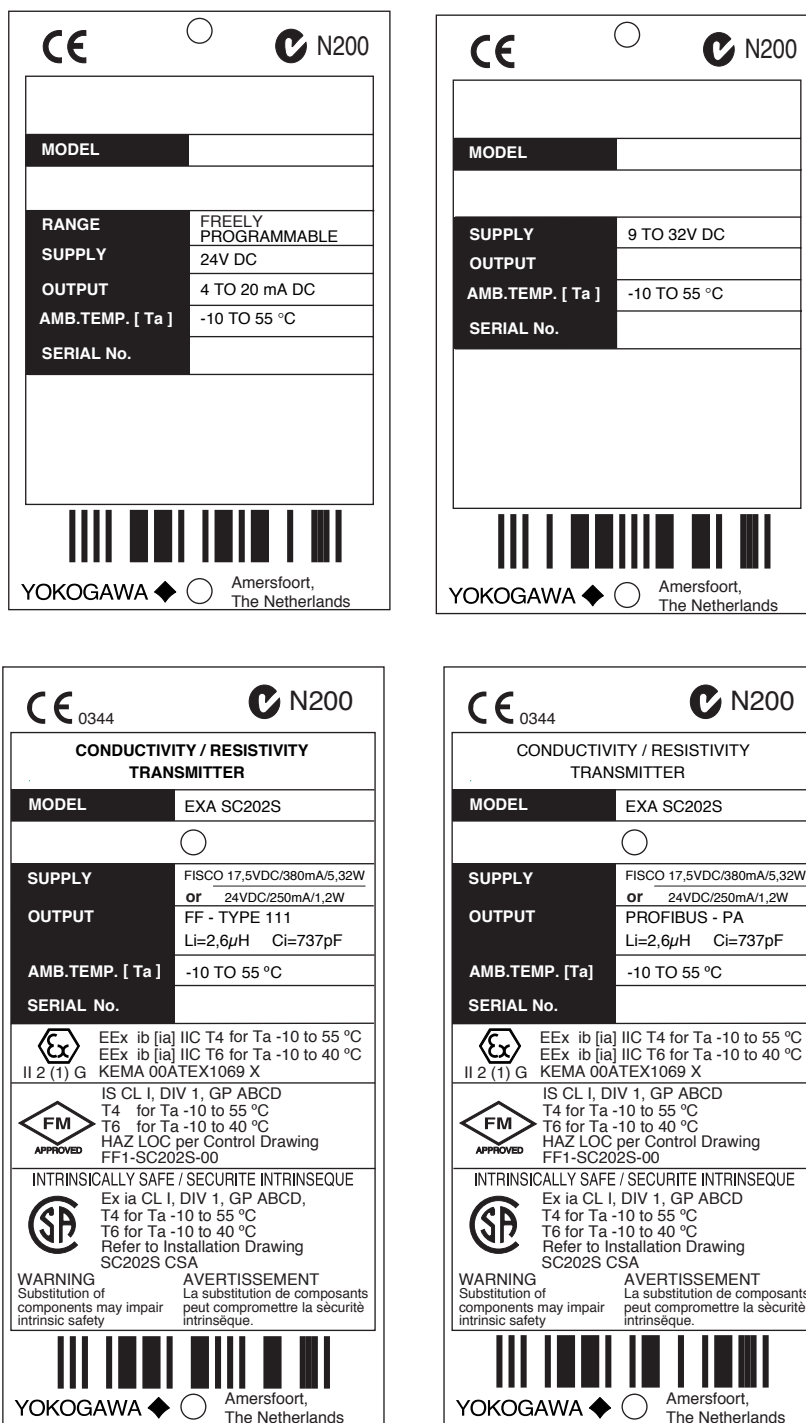 CE N200
MODEL
RANGE FREELY PROGRAMMABLE
SUPPLY 24V DC
OUTPUT 4 TO 20 mA DC
AMB.TEMP. [ Ta ] -10 TO 55 °C
SERIAL No.
YOKOGAWA ◆ Amersfoort,
The Netherlands
CE N200
MODEL
SUPPLY 9 TO 32V DC
OUTPUT
AMB.TEMP. [ Ta ] -10 TO 55 °C
SERIAL No.
YOKOGAWA ◆ Amersfoort,
The Netherlands
CE 0344 N200
CONDUCTIVITY / RESISTIVITY
TRANSMITTER
MODEL EXA SC202S
SUPPLY FISCO 17,5VDC/380mA/5,32W
or 24VDC/250mA/1,2W
OUTPUT FF - TYPE 111
Li=2,6µH Ci=737pF
AMB.TEMP. [ Ta ] -10 TO 55 ºC
SERIAL No.
Ex EEx ib [ia] IIC T4 for Ta -10 to 55 ºC
EEx ib [ia] IIC T6 for Ta -10 to 40 ºC
II 2 (1) G KEMA 00ATEX1069 X
IS CL I, DIV 1, GP ABCD
T4 for Ta -10 to 55 ºC
FM T6 for Ta -10 to 40 ºC
APPROVED HAZ LOC per Control Drawing
FF1-SC202S-00
INTRINSICALLY SAFE / SECURITE INTRINSEQUE
Ex ia CL I, DIV 1, GP ABCD,
SA T4 for Ta -10 to 55 ºC
T6 for Ta -10 to 40 ºC
Refer to Installation Drawing
SC202S CSA
WARNING
Substitution of
components may impair
intrinsic safety
AVERTISSEMENT
La substitution de composants
peut compromettre la sècuritè
intrinsëque.
YOKOGAWA ◆ Amersfoort,
The Netherlands
CE 0344 N200
CONDUCTIVITY / RESISTIVITY
TRANSMITTER
MODEL EXA SC202S
SUPPLY FISCO 17,5VDC/380mA/5,32W
or 24VDC/250mA/1,2W
OUTPUT PROFIBUS - PA
Li=2,6µH Ci=737pF
AMB.TEMP. [Ta] -10 TO 55 ºC
SERIAL No.
Ex EEx ib [ia] IIC T4 for Ta -10 to 55 ºC
EEx ib [ia] IIC T6 for Ta -10 to 40 ºC
II 2 (1) G KEMA 00ATEX1069 X
IS CL I, DIV 1, GP ABCD
T4 for Ta -10 to 55 ºC
FM T6 for Ta -10 to 40 ºC
APPROVED HAZ LOC per Control Drawing
FF1-SC202S-00
INTRINSICALLY SAFE / SECURITE INTRINSEQUE
Ex ia CL I, DIV 1, GP ABCD
SA T4 for Ta -10 to 55 ºC
T6 for Ta -10 to 40 ºC
Refer to Installation Drawing
SC202S CSA
WARNING
Substitution of
components may impair
intrinsic safety
AVERTISSEMENT
La substitution de composants
peut compromettre la sècuritè
intrinsëque.
YOKOGAWA ◆ Amersfoort,
The Netherlands